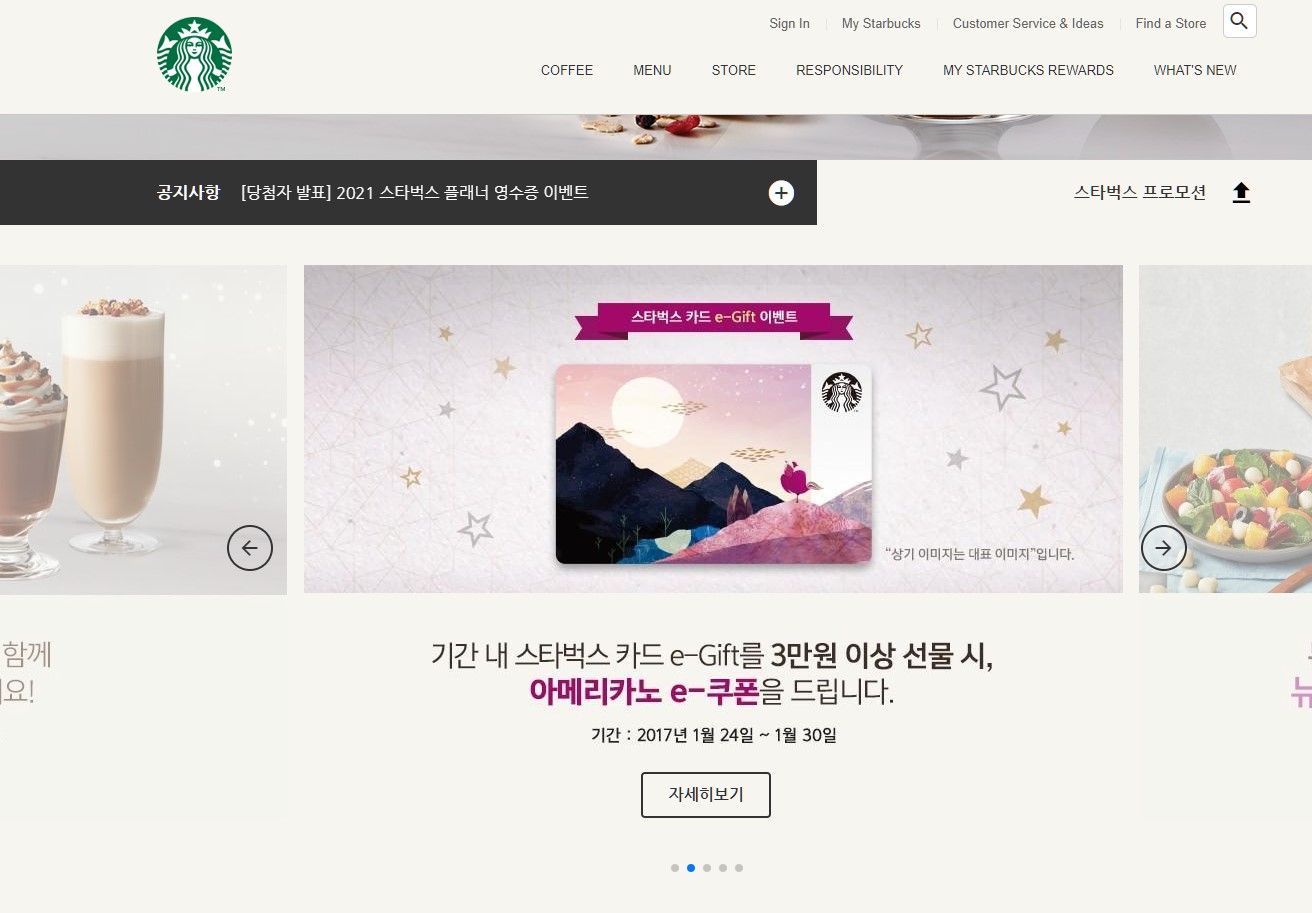 Sign In
My Starbucks
Customer Service & Ideas
Find a Store
COFFEE
MENU
STORE
RESPONSIBILITY
MY STARBUCKS REWARDS
WHAT'S NEW
TM
공지사항
[당첨자 발표] 2021 스타벅스 플래너 영수증 이벤트
스타벅스 프로모션
스타벅스 카드 e-Gift 이벤트
“상기 이미지는 대표 이미지”입니다.
함께
요!
기간 내 스타벅스 카드 e-Gift를 3만원 이상 선물 시,
아메리카노 e-쿠폰을 드립니다.
뉴
기간 : 2017년 1월 24일 ~ 1월 30일
자세히보기